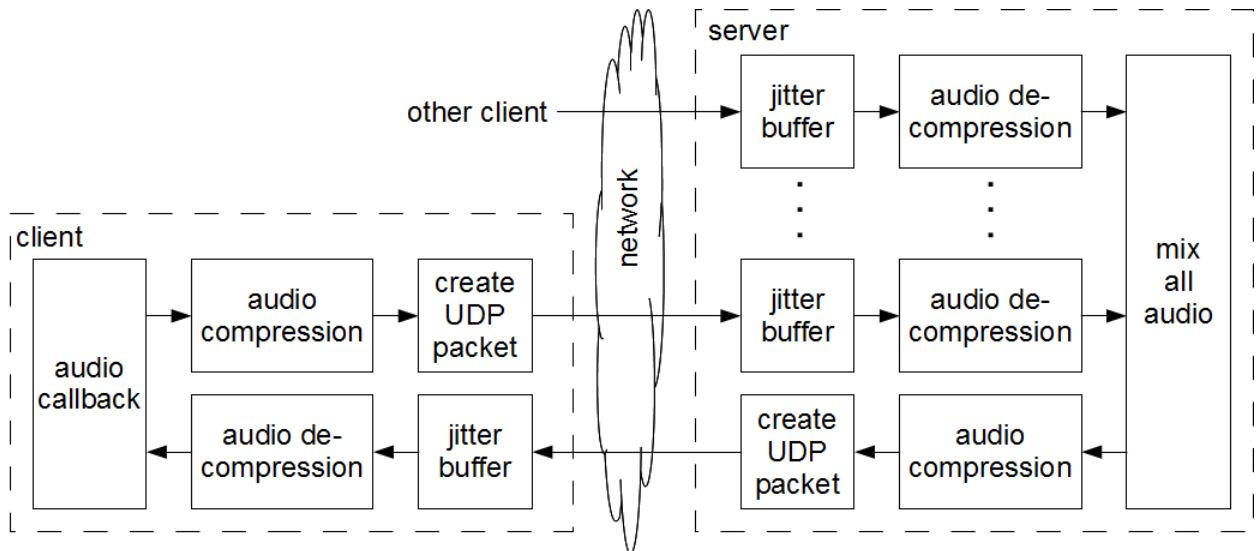 server
other client
jitter
buffer
audio de-
compression
network
client
audio
callback
audio
compression
create
UDP
packet
jitter
buffer
audio de-
compression
mix
all
audio
audio de-
compression
jitter
buffer
create
UDP
packet
audio
compression